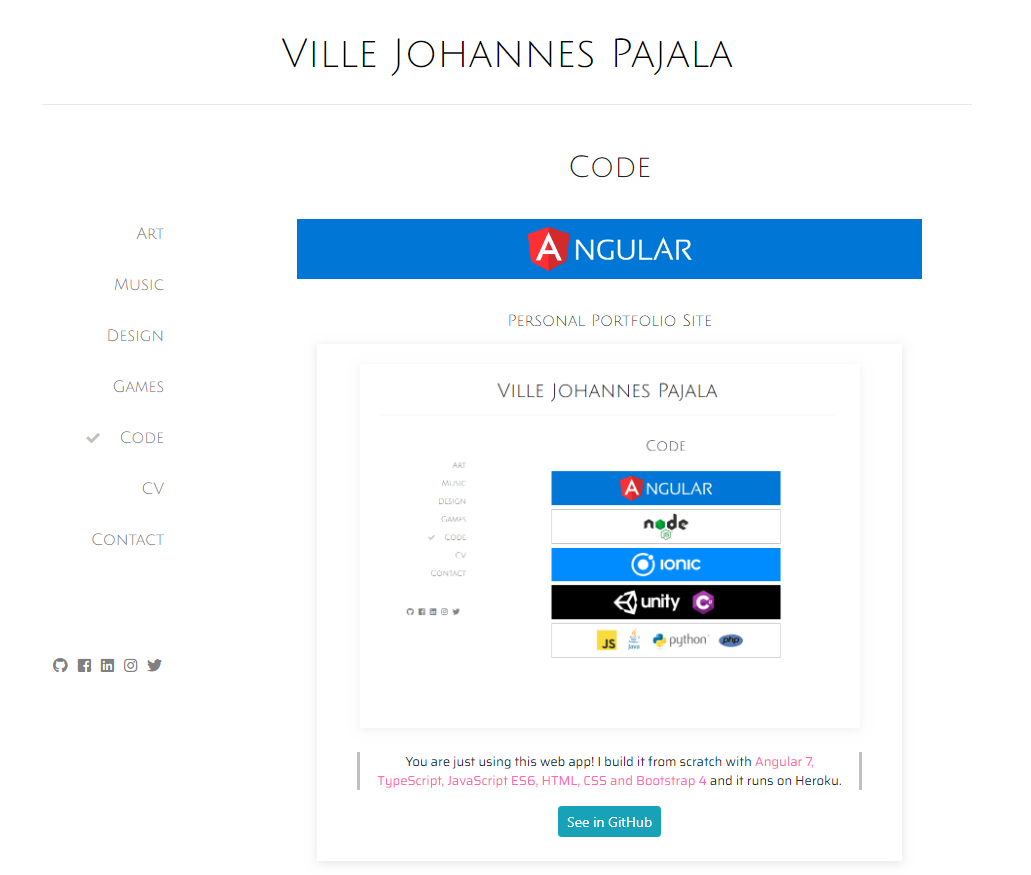 Ville Johannes Pajala
Code
Art
Music
Design
Games
Code
CV
Contact
ANGULAR
Personal Portfolio Site
Ville Johannes Pajala
Code
Art
Music
Design
Games
Code
CV
Contact
ANGULAR
node
JS
ionic
unity C#
JS Java python php
You are just using this web app! I build it from scratch with Angular 7,
TypeScript, JavaScript ES6, HTML, CSS and Bootstrap 4 and it runs on Heroku.
See in GitHub